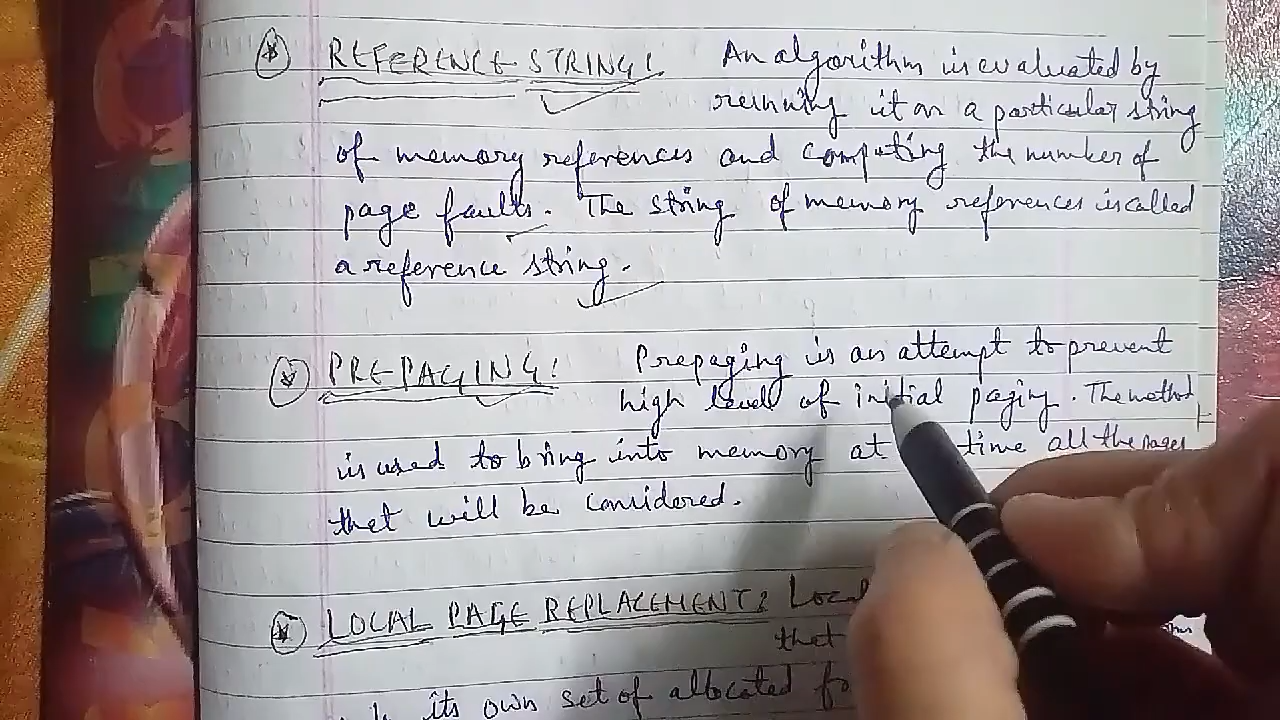 REFERENCE STRING: An algorithm is evaluated by
running it on a particular string
of memory references and computing the number of
page faults. The string of memory references is called
a reference string.
PREPAGING: Prepaging is an attempt to prevent
high level of initial paging. The method
is used to bring into memory at time all the pages
that will be considered.
LOCAL PAGE REPLACEMENT: Local
that
its own set of allocated